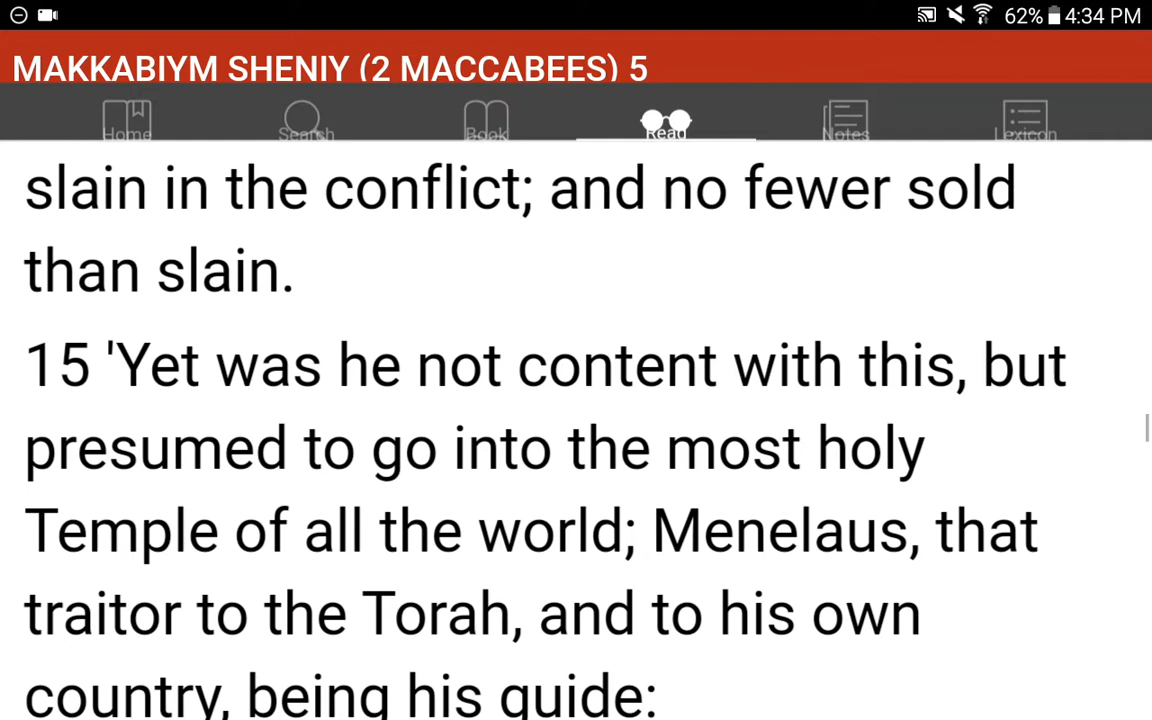 62% 4:34 PM
MAKKABIYM SHENIY (2 MACCABEES) 5
Home Search Book Read Notes Lexicon
slain in the conflict; and no fewer sold
than slain.
15 'Yet was he not content with this, but
presumed to go into the most holy
Temple of all the world; Menelaus, that
traitor to the Torah, and to his own
country, being his guide: